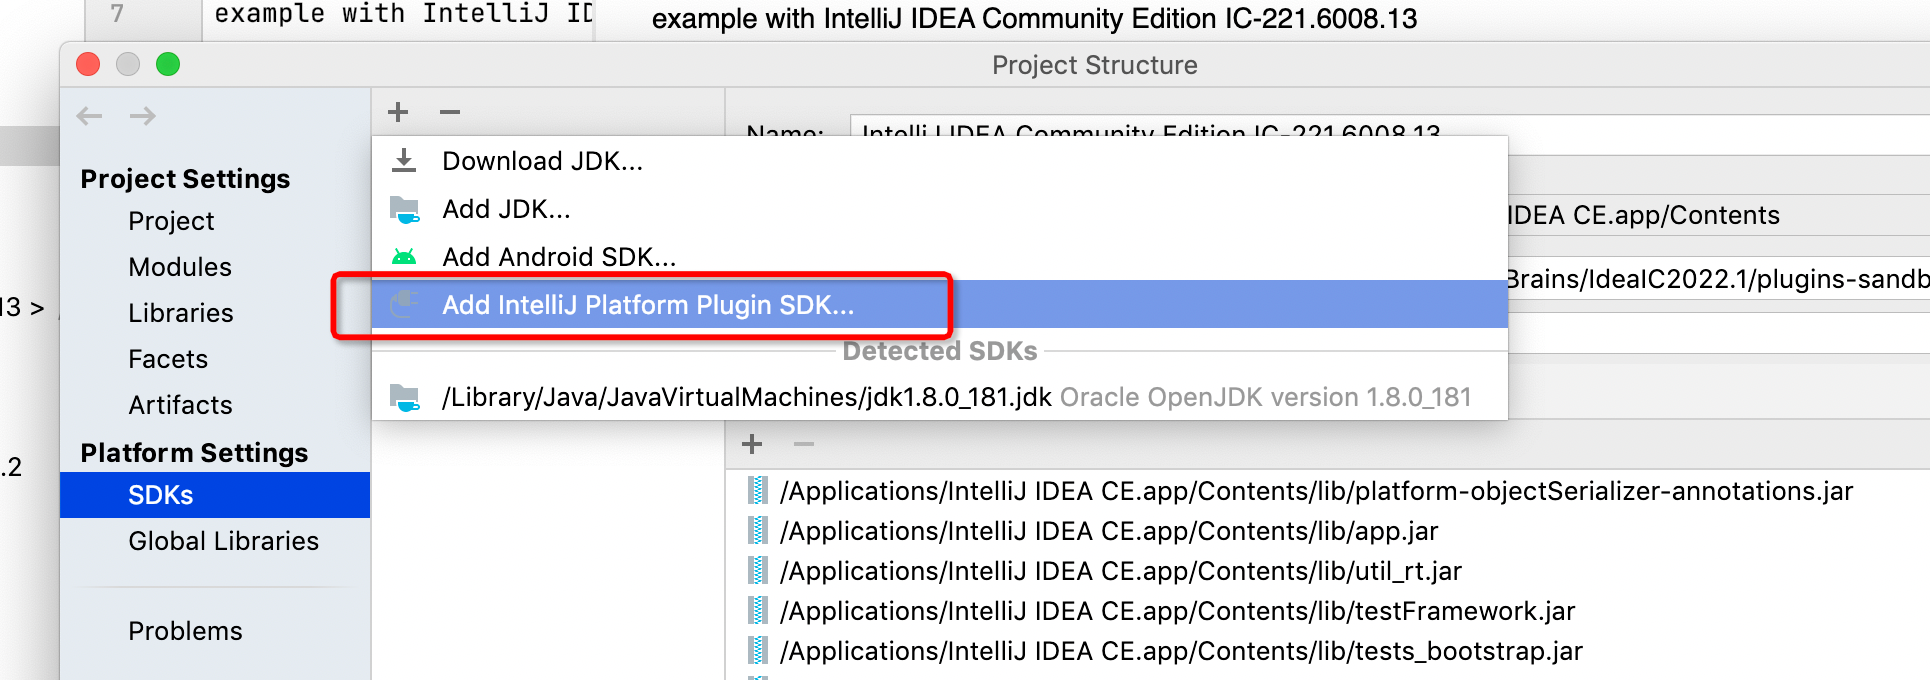 7
example with IntelliJ ID
example with IntelliJ IDEA Community Edition IC-221.6008.13
Project Structure
Name:
IntelliJ IDEA Community Edition IC-221.6008.13
Project Settings
Project
Modules
Libraries
Facets
Artifacts
Platform Settings
SDKs
Global Libraries
Problems
Download JDK...
Add JDK...
Add Android SDK...
Add IntelliJ Platform Plugin SDK...
Detected SDKs
/Library/Java/JavaVirtualMachines/jdk1.8.0_181.jdk Oracle OpenJDK version 1.8.0_181
IDEA CE.app/Contents
Brains/IdeaIC2022.1/plugins-sandb
13 >
.2
/Applications/IntelliJ IDEA CE.app/Contents/lib/platform-objectSerializer-annotations.jar
/Applications/IntelliJ IDEA CE.app/Contents/lib/app.jar
/Applications/IntelliJ IDEA CE.app/Contents/lib/util_rt.jar
/Applications/IntelliJ IDEA CE.app/Contents/lib/testFramework.jar
/Applications/IntelliJ IDEA CE.app/Contents/lib/tests_bootstrap.jar